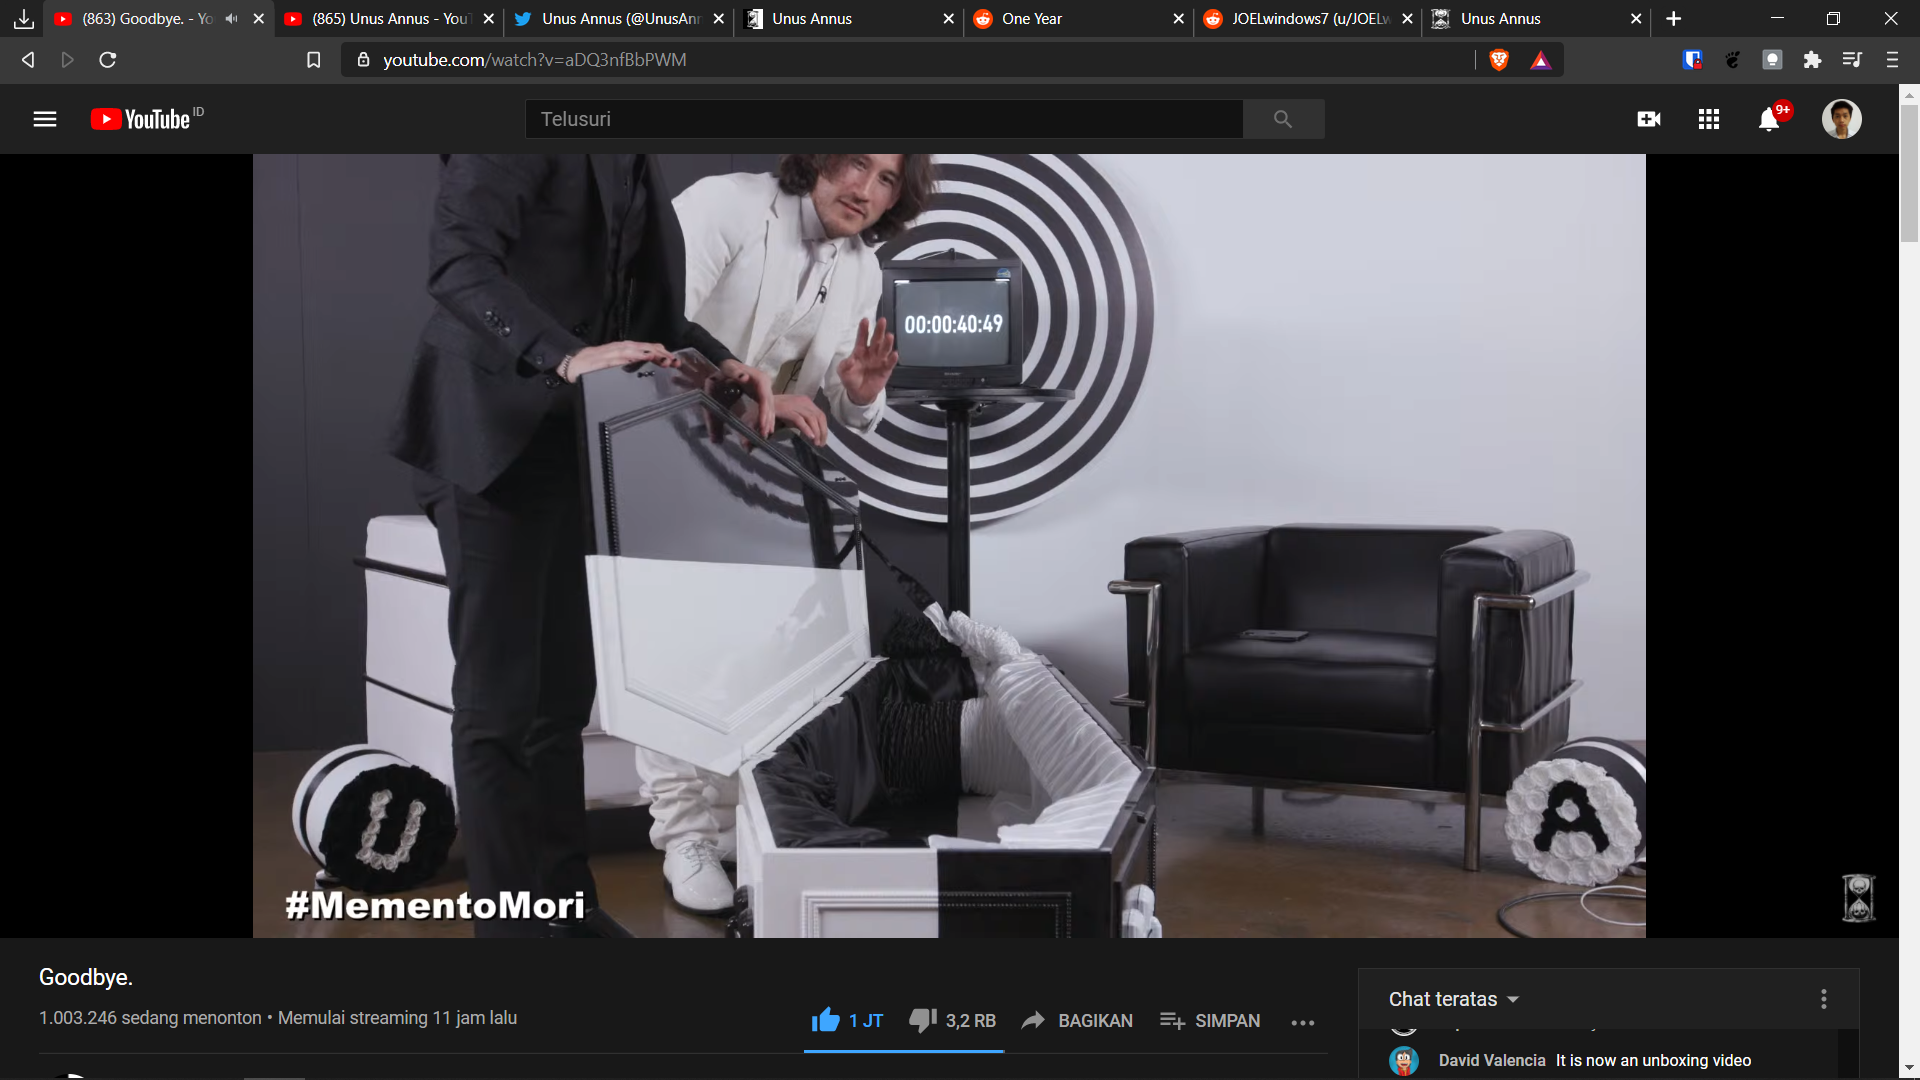 (863) Goodbye. - Yo
(865) Unus Annus - YouT
Unus Annus (@UnusAnn
Unus Annus
One Year
JOELwindows7 (u/JOELw
Unus Annus
youtube.com/watch?v=aDQ3nfBbPWM
YouTube ID
Telusuri
9+
00:00:40:49
U
A
#MementoMori
Goodbye.
1.003.246 sedang menonton • Memulai streaming 11 jam lalu
1 JT
3,2 RB
BAGIKAN
SIMPAN
Chat teratas
David Valencia It is now an unboxing video